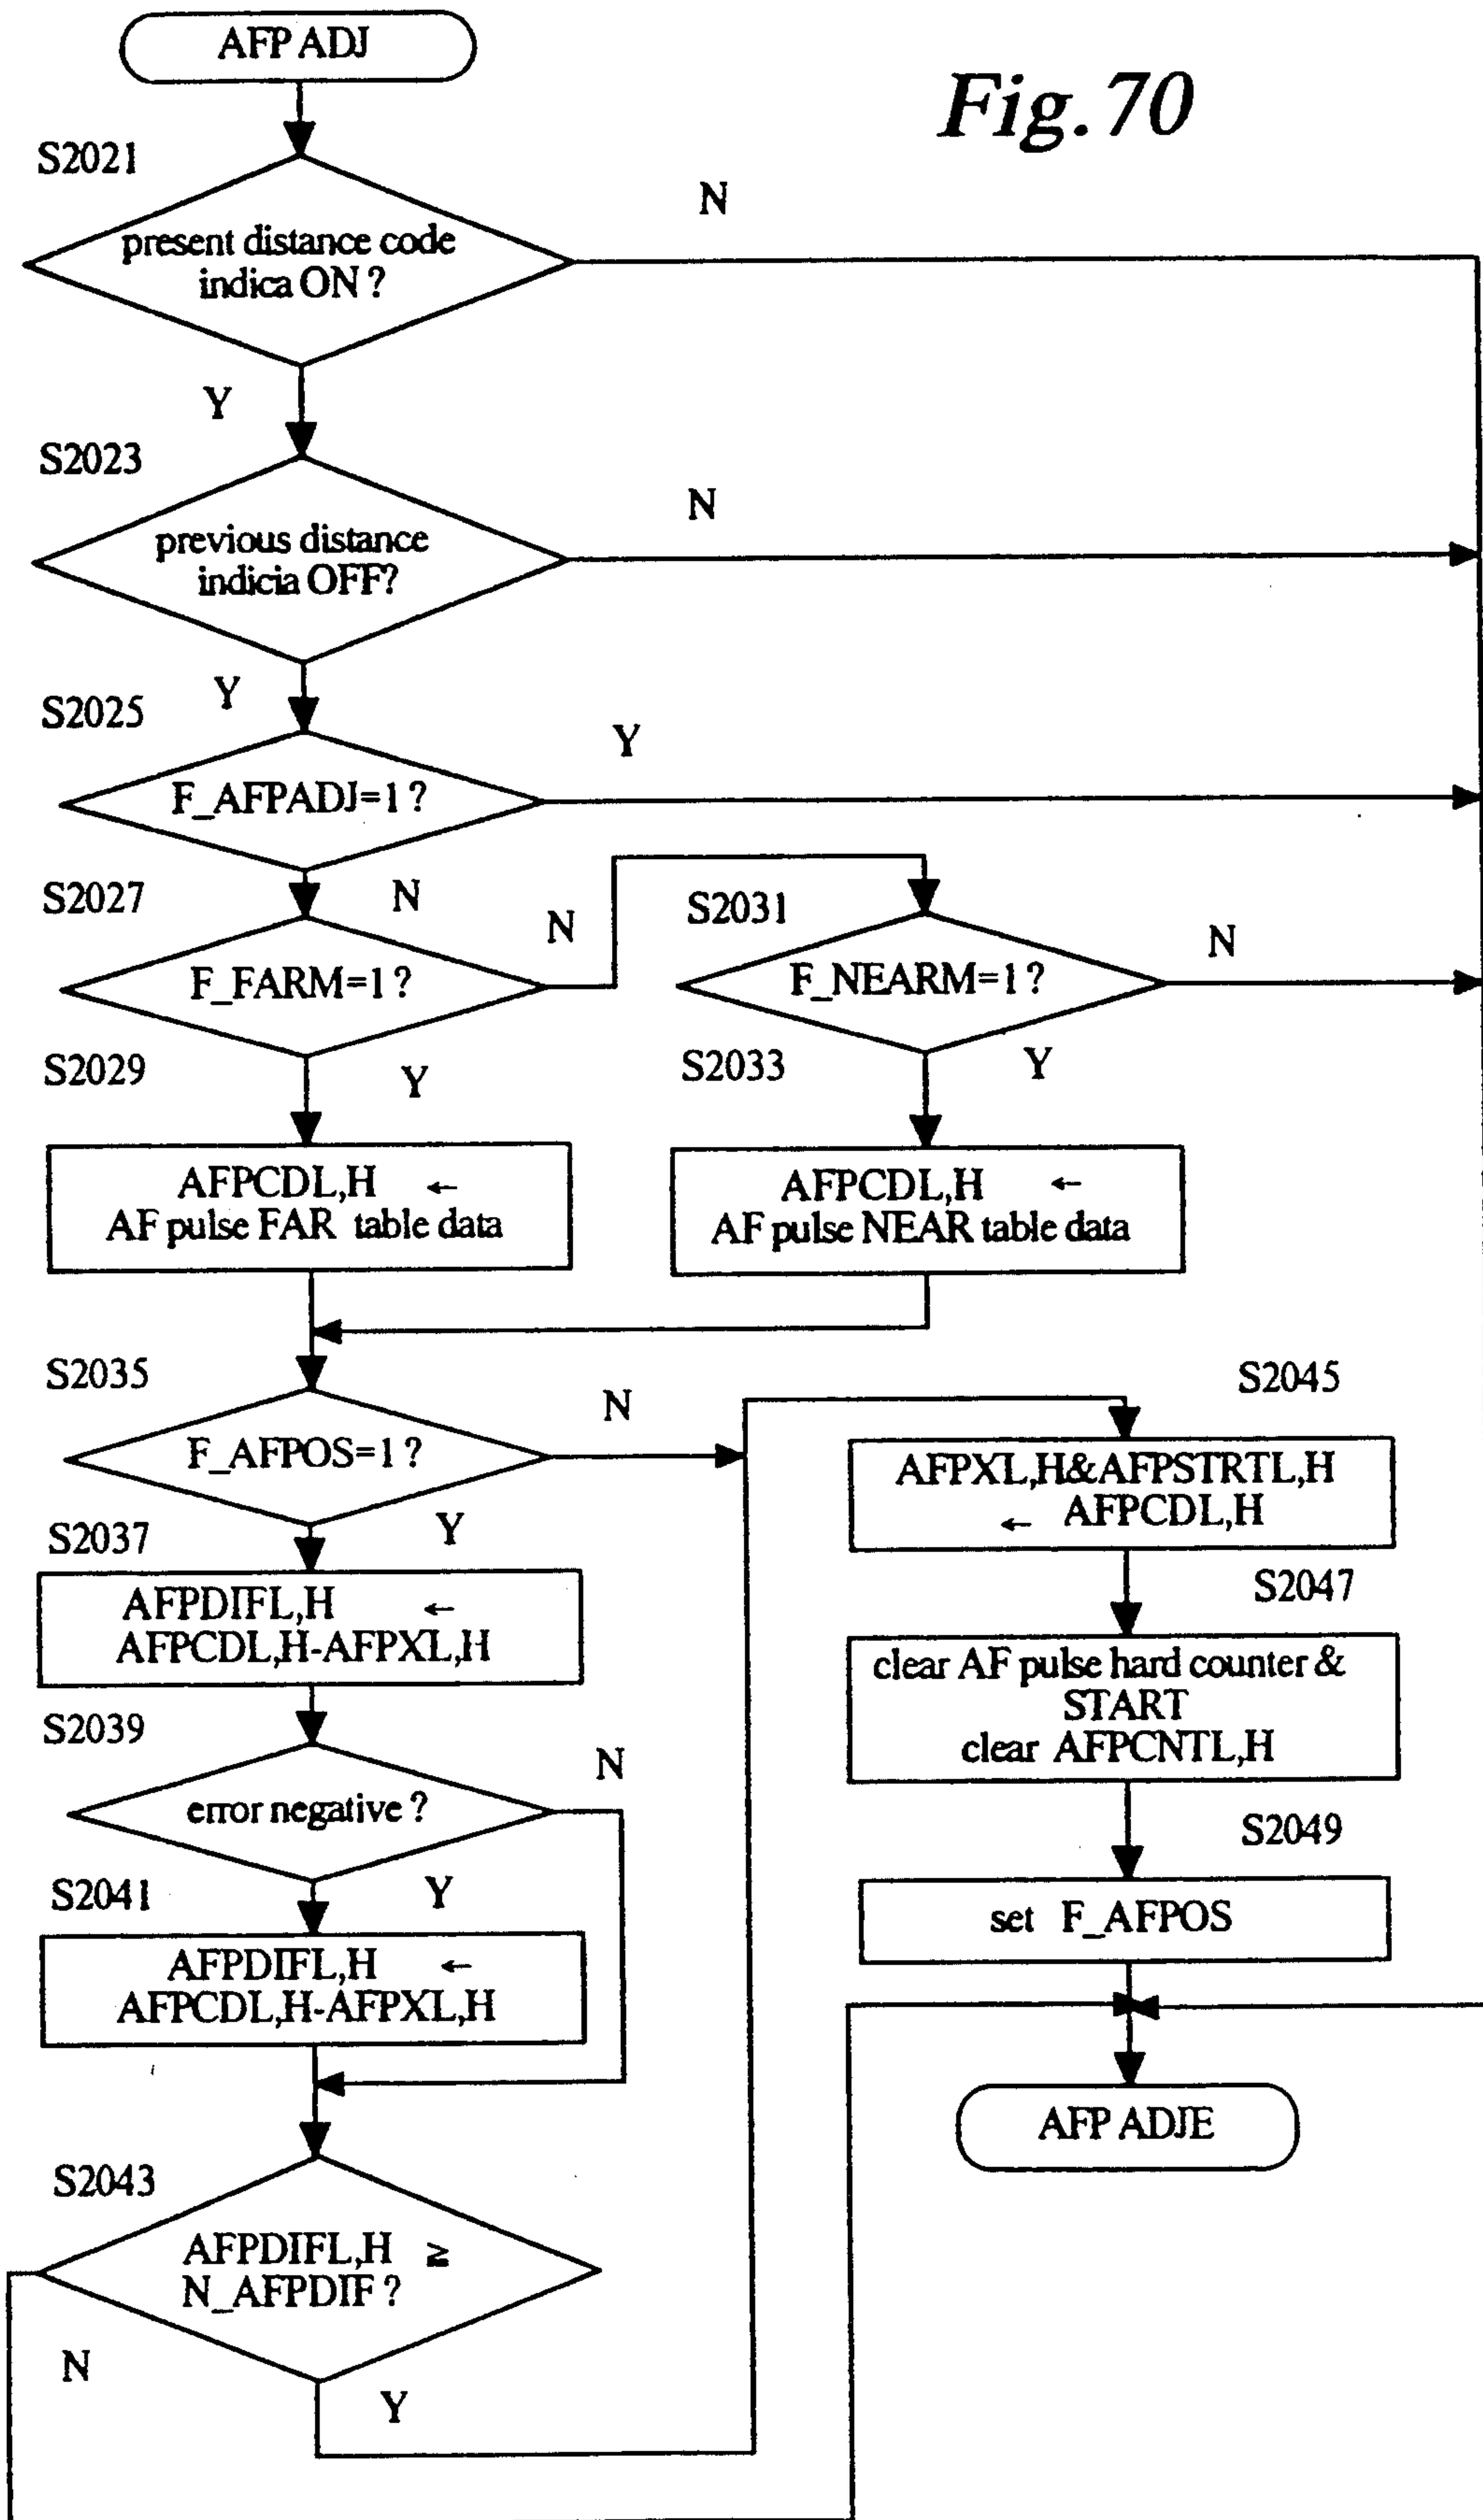 AFP ADJ
Fig. 70
S2021
N
present distance code
indica ON ?
Y
S2023
N
previous distance
indicia OFF?
Y
S2025
Y
F_AFPADJ=1 ?
S2027
N
N
S2031
N
F_FARM=1 ?
F_NEARM=1 ?
S2029
Y
S2033
Y
AFPCDL,H ←
AF pulse FAR table data
AFPCDL,H ←
AF pulse NEAR table data
S2035
N
S2045
F_AFPOS=1 ?
AFPXL,H&AFPSTRTL,H
← AFPCDL,H
S2037
Y
S2047
AFPDIFL,H ←
AFPCDL,H-AFPXL,H
clear AF pulse hard counter &
START
clear AFPCNTL,H
S2039
N
error negative ?
S2049
S2041
Y
set F_AFPOS
AFPDIFL,H ←
AFPCDL,H-AFPXL,H
AFP ADJE
S2043
AFPDIFL,H ≧
N_AFPDIF ?
N
Y